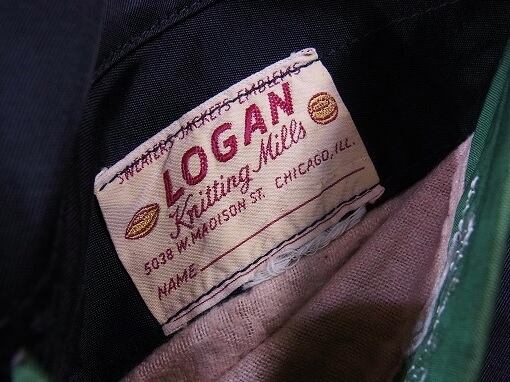 SWEATERS-JACKETS-EMBLEMS
LOGAN
Knitting Mills
5038 W. MADISON ST. CHICAGO, ILL.
NAME